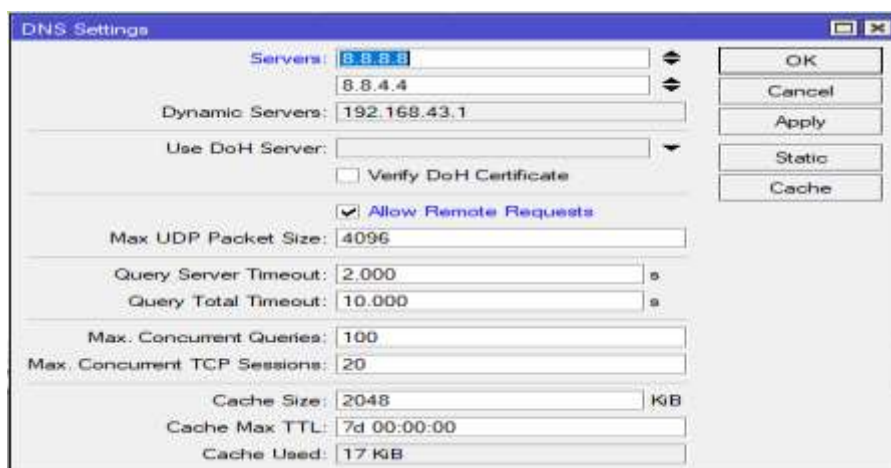 DNS Settings
Servers: 8.8.8.8
8.8.4.4
Dynamic Servers: 192.168.43.1
Use DoH Server:
Verify DoH Certificate
Allow Remote Requests
Max UDP Packet Size: 4096
Query Server Timeout: 2.000 s
Query Total Timeout: 10.000 s
Max. Concurrent Queries: 100
Max. Concurrent TCP Sessions: 20
Cache Size: 2048 KiB
Cache Max TTL: 7d 00:00:00
Cache Used: 17 KiB
OK
Cancel
Apply
Static
Cache